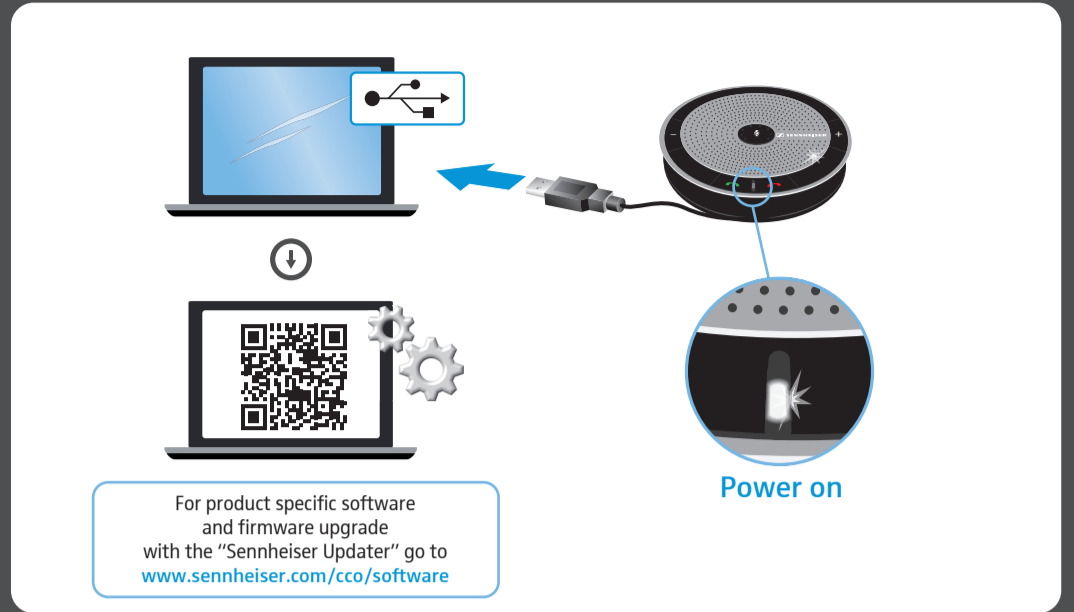 SENNHEISER
Power on
For product specific software
and firmware upgrade
with the “Sennheiser Updater” go to
www.sennheiser.com/cco/software